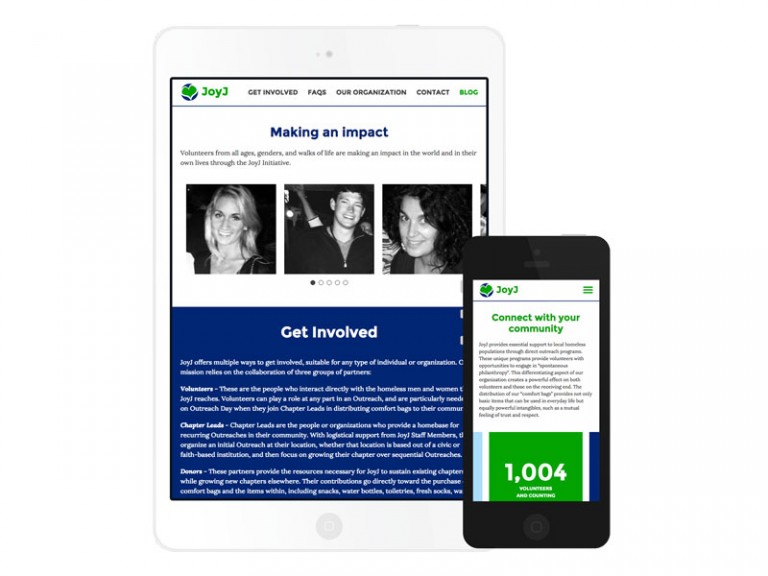 JoyJ
GET INVOLVED FAQS OUR ORGANIZATION CONTACT BLOG
Making an impact
Volunteers from all ages, genders, and walks of life are making an impact in the world and in their
own lives through the JoyJ Initiative.
Get Involved
JoyJ offers multiple ways to get involved, suitable for any type of individual or organization.
mission relies on the collaboration of three groups of partners:
Volunteers – These are the people who interact directly with the homeless men and women
JoyJ reaches. Volunteers can play a role at any part in an Outreach, and are particularly
on Outreach Day when they join Chapter Leads in distributing comfort bags to their
Chapter Leads – Chapter Leads are the people or organizations who provide a homebase for
recurring Outreaches in their community. With logistical support from JoyJ Staff Members,
organize an initial Outreach at their location, whether that location is based out of a civic or
faith-based institution, and then focus on growing their chapter over sequential Outreaches.
Donors – These partners provide the resources necessary for JoyJ to sustain existing
while growing new chapters elsewhere. Their contributions go directly toward the purchase
comfort bags and the items within, including snacks, water bottles, toiletries, fresh socks,
JoyJ
Connect with your
community
JoyJ provides essential support to local homeless
populations through direct outreach programs.
These unique programs provide volunteers with
opportunities to engage in "spontaneous
philanthropy". This differentiating aspect of our
organization creates a powerful effect on both
volunteers and those on the receiving end. The
distribution of our "comfort bags" provides not only
basic items that can be used in everyday life but
equally powerful intangibles, such as a mutual
feeling of trust and respect.
1,004
VOLUNTEERS
AND COUNTING